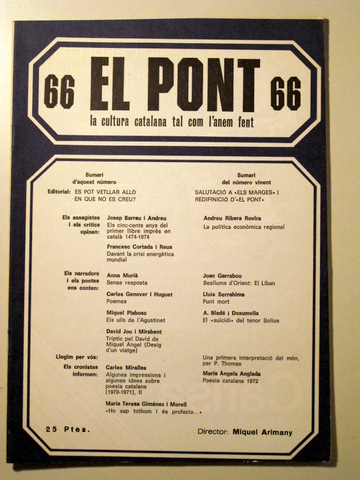 66 EL PONT 66
la cultura catalana tal com l'anem fent
Sumari
d'aquest número
Editorial: ES POT VETLLAR ALLÒ
EN QUE NO ES CREU?
Sumari
del número vinent
SALUTACIÓ A «ELS MARGES» I
REDIFINICIÓ D'«EL PONT»
Els assagistes
i els crítics
opinen:
Josep Barrau i Andreu
Els cinc-cents anys del
primer llibre imprès en
català 1474-1974
Francesc Cortada i Reus
Davant la crisi energètica
mundial
Andreu Ribera Rovira
La política econòmica regional
Els narradors
i els poetes
ens conten:
Anna Murià
Sense resposta
Carles Genover i Huguet
Poemes
Miquel Plabosc
Els ulls de l'Agustinet
David Jou i Mirabent
Tríptic pel David de
Miquel Àngel (Desig
d'un viatge)
Joan Garrabou
Beallums d'Orient: El Líban
Lluís Serrahima
Punt mort
A. Bladé i Desumvila
El «suïcidi» del tenor Solius
Llegim per vós:
Els cronistes
informen:
Carles Miralles
Algunes impressions i
algunes idees sobre
poesia catalana
(1970-1971), II
Maria Teresa Giménez i Morell
«Ho sap tothom i és profecia...»
Una primera interpretació del món,
per P. Thomas
Maria Àngels Anglada
Poesia catalana 1972
25 Ptes.
Director: Miquel Arimany